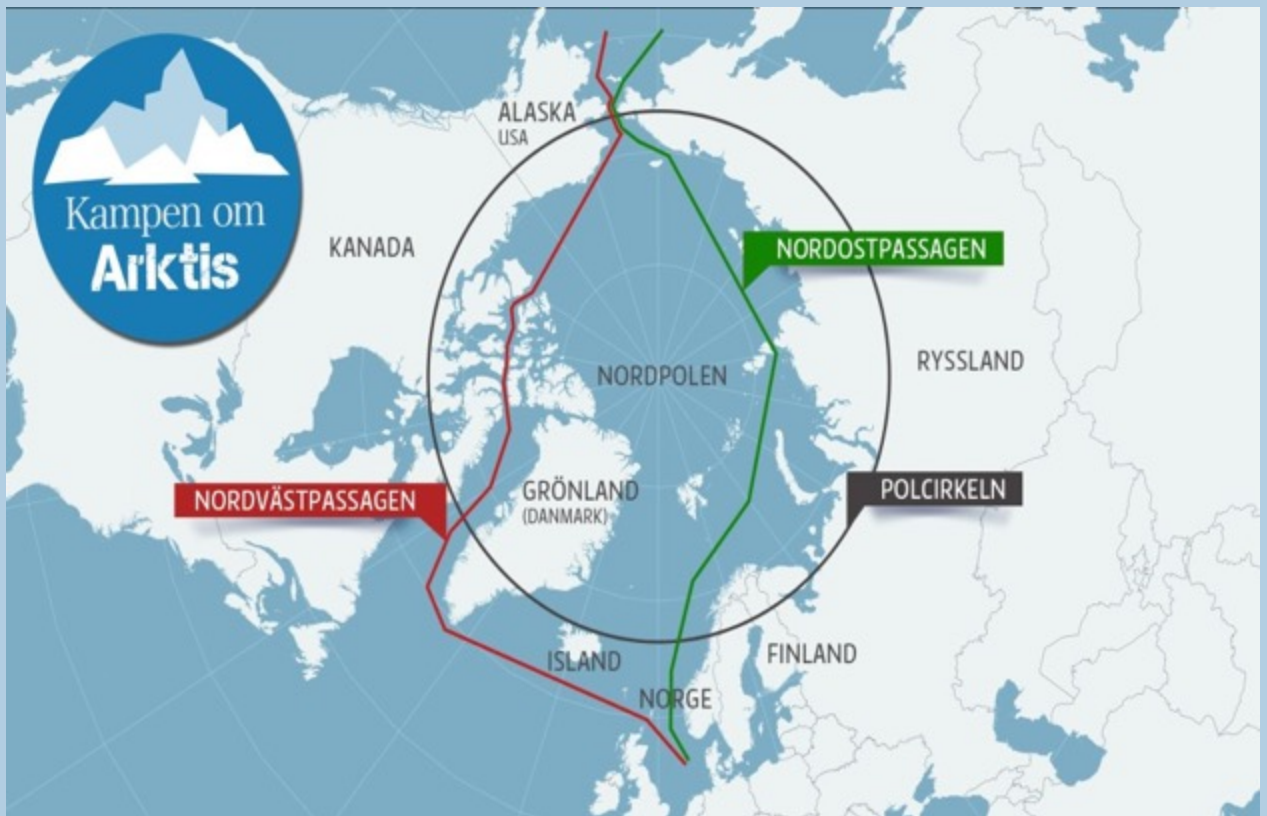 Kampen om
Arktis
ALASKA
USA
KANADA
NORDOSTPASSAGEN
RYSSLAND
NORDPOLEN
NORDVÄSTPASSAGEN
GRÖNLAND
(DANMARK)
POLCIRKELN
ISLAND
FINLAND
NORGE